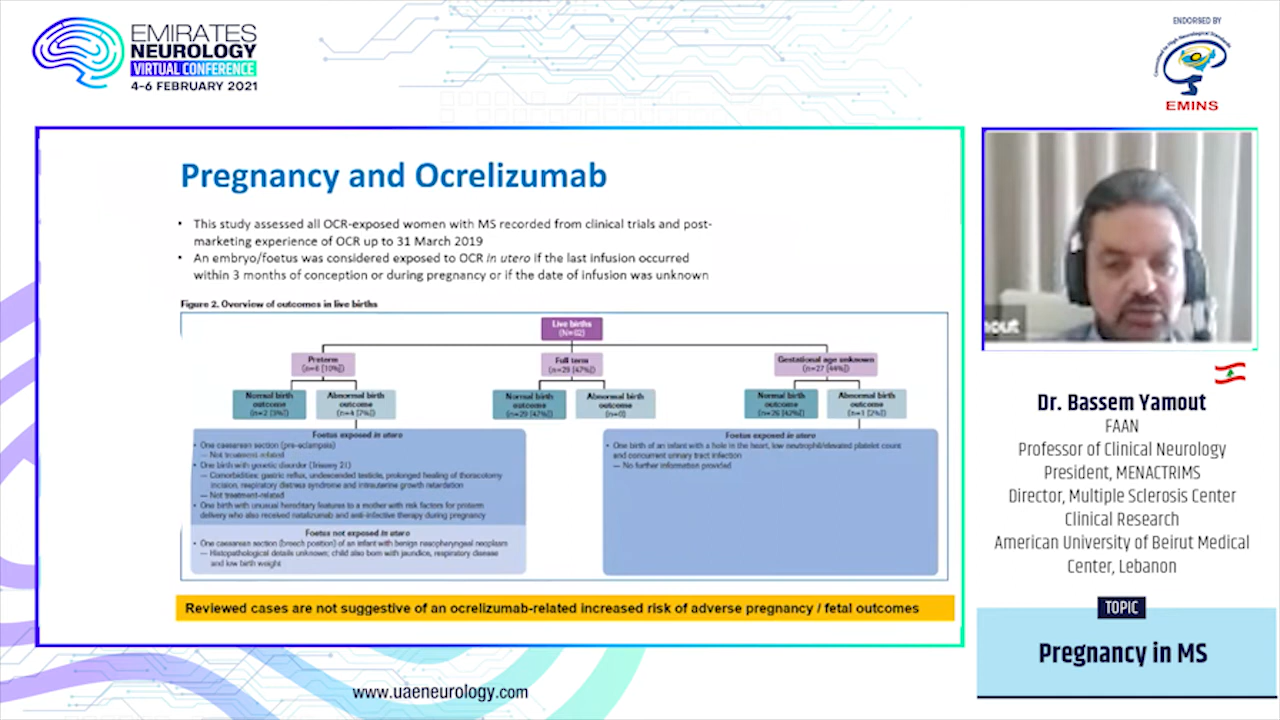 EMIRATES
NEUROLOGY
VIRTUAL CONFERENCE
4-6 FEBRUARY 2021
ENDORSED BY
EMINS
Pregnancy and Ocrelizumab
• This study assessed all OCR-exposed women with MS recorded from clinical trials and post-
marketing experience of OCR up to 31 March 2019
• An embryo/foetus was considered exposed to OCR in utero if the last infusion occurred
within 3 months of conception or during pregnancy or if the date of infusion was unknown
Figure 2. Overview of outcomes in live births
Live births
(N=62)
Preterm
(n=6 [10%])
Full term
(n=29 [47%])
Gestational age unknown
(n=27 [44%])
Normal birth
outcome
(n=2 [3%])
Abnormal birth
outcome
(n=4 [7%])
Normal birth
outcome
(n=29 [47%])
Abnormal birth
outcome
(n=0)
Normal birth
outcome
(n=26 [42%])
Abnormal birth
outcome
(n=1 [2%])
Foetus exposed in utero
• One caesarean section (pre-eclampsia)
— Not treatment-related
• One birth with genetic disorder (Trisomy 21)
— Comorbidities: gastric reflux, undescended testicle, prolonged healing of thoracotomy
incision, respiratory distress syndrome and intrauterine growth retardation
— Not treatment-related
• One birth with unusual hereditary features to a mother with risk factors for preterm
delivery who also received natalizumab and anti-infective therapy during pregnancy
Foetus not exposed in utero
• One caesarean section (breech position) of an infant with benign nasopharyngeal neoplasm
— Histopathological details unknown; child also born with jaundice, respiratory disease
and low birth weight
Foetus exposed in utero
• One birth of an infant with a hole in the heart, low neutrophil/elevated platelet count
and concurrent urinary tract infection
— No further information provided
Reviewed cases are not suggestive of an ocrelizumab-related increased risk of adverse pregnancy / fetal outcomes
mout
Dr. Bassem Yamout
FAAN
Professor of Clinical Neurology
President, MENACTRIMS
Director, Multiple Sclerosis Center
Clinical Research
American University of Beirut Medical
Center, Lebanon
TOPIC
Pregnancy in MS
www.uaeneurology.com